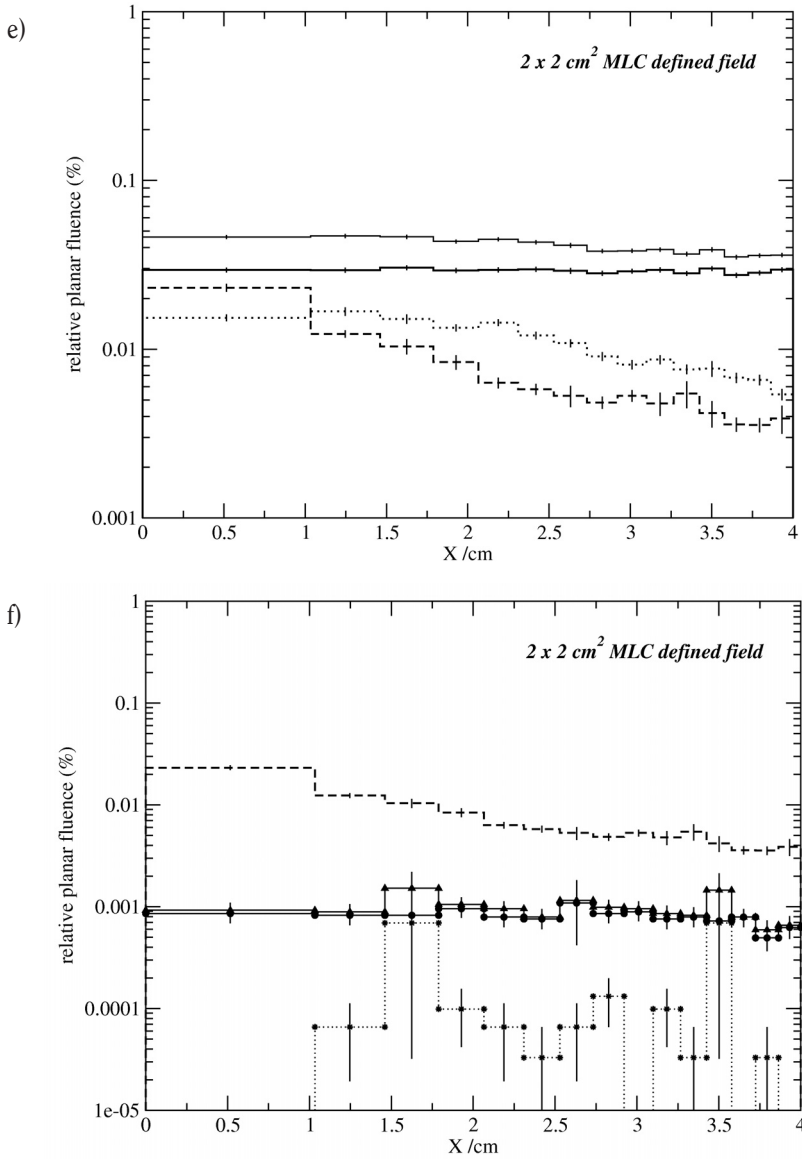 e)
1
2 x 2 cm² MLC defined field
0.1
relative planar fluence (%)
0.01
0.001
0 0.5 1 1.5 2 2.5 3 3.5 4
X /cm
f)
1
2 x 2 cm² MLC defined field
0.1
0.01
relative planar fluence (%)
0.001
0.0001
1e-05
0 0.5 1 1.5 2 2.5 3 3.5 4
X /cm